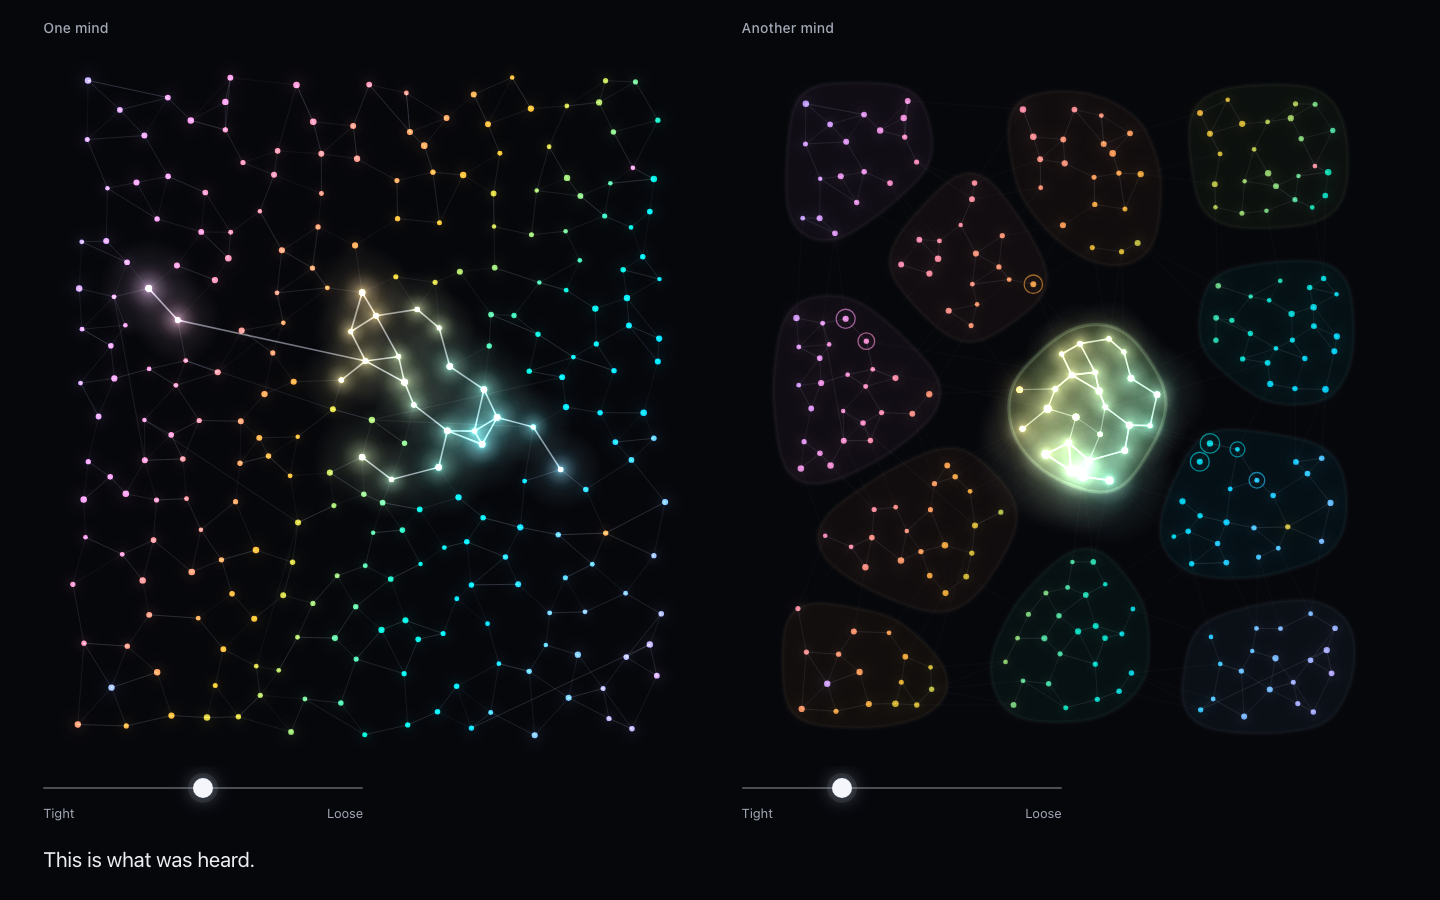 One mind
Another mind
Tight
Loose
Tight
Loose
This is what was heard.